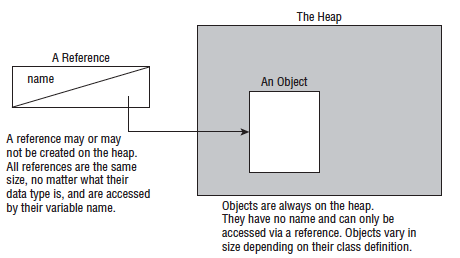 The Heap
A Reference
name
An Object
A reference may or may
not be created on the heap.
All references are the same
size, no matter what their
data type is, and are accessed
by their variable name.
Objects are always on the heap.
They have no name and can only be
accessed via a reference. Objects vary in
size depending on their class definition.